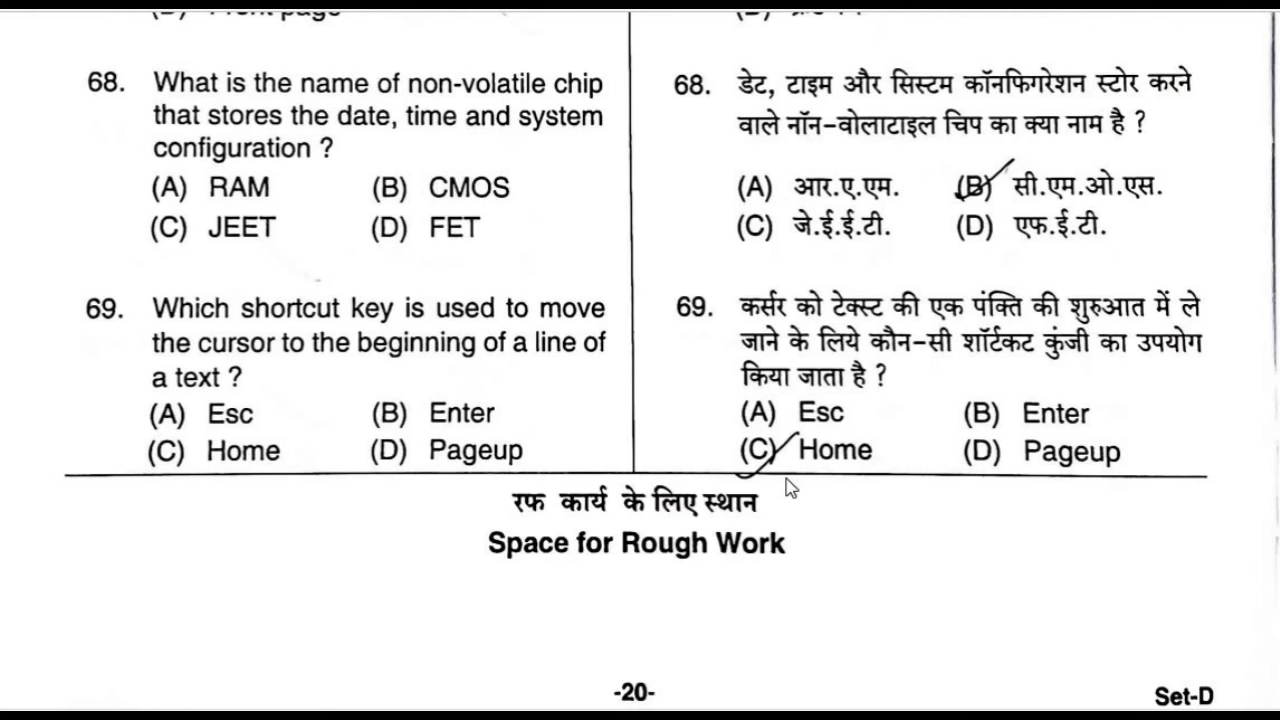 68. What is the name of non-volatile chip
that stores the date, time and system
configuration ?
(A) RAM (B) CMOS
(C) JEET (D) FET
69. Which shortcut key is used to move
the cursor to the beginning of a line of
a text ?
(A) Esc (B) Enter
(C) Home (D) Pageup
68. डेट, टाइम और सिस्टम कॉनफिगरेशन स्टोर करने
वाले नॉन-वोलाटाइल चिप का क्या नाम है ?
(A) आर.ए.एम. (B) सी.एम.ओ.एस.
(C) जे.ई.ई.टी. (D) एफ.ई.टी.
69. कर्सर को टेक्स्ट की एक पंक्ति की शुरुआत में ले
जाने के लिये कौन-सी शॉर्टकट कुंजी का उपयोग
किया जाता है ?
(A) Esc (B) Enter
(C) Home (D) Pageup
रफ कार्य के लिए स्थान
Space for Rough Work
-20-
Set-D